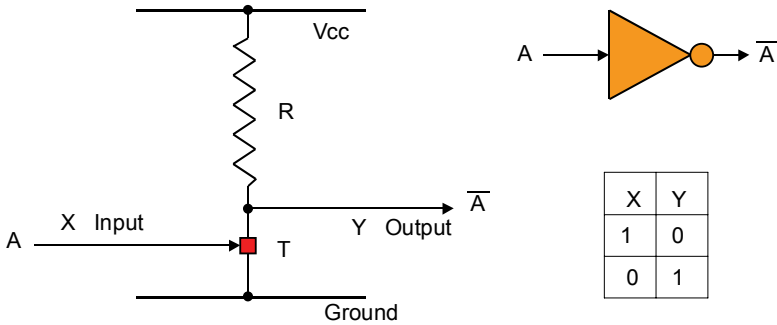 Vcc
R
A
X Input
T
Y Output
A̅
Ground
A
A̅
X Y
1 0
0 1